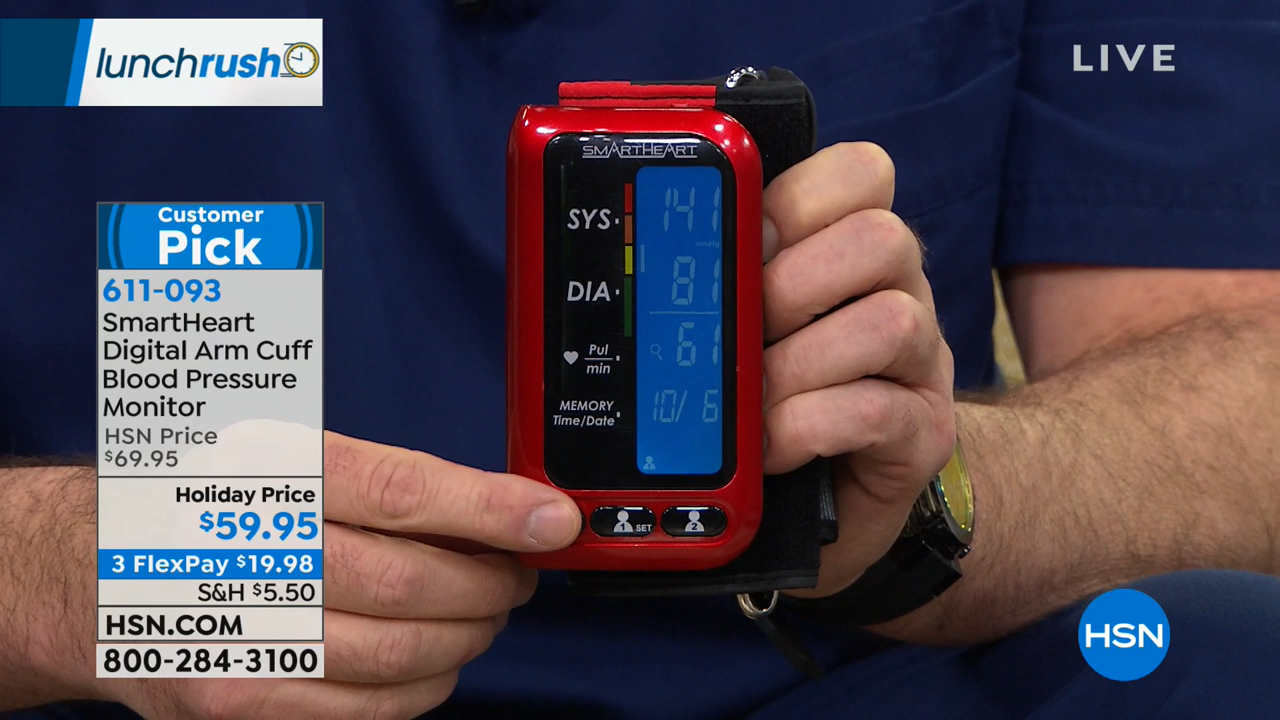 lunchrush
LIVE
Customer
Pick
611-093
SmartHeart
Digital Arm Cuff
Blood Pressure
Monitor
HSN Price
$69.95
Holiday Price
$59.95
3 FlexPay $19.98
S&H $5.50
HSN.COM
800-284-3100
SMARTHEART
SYS
141
mmHg
DIA
81
Pul
min
61
MEMORY
Time/Date
10/ 6
1 SET
2
HSN